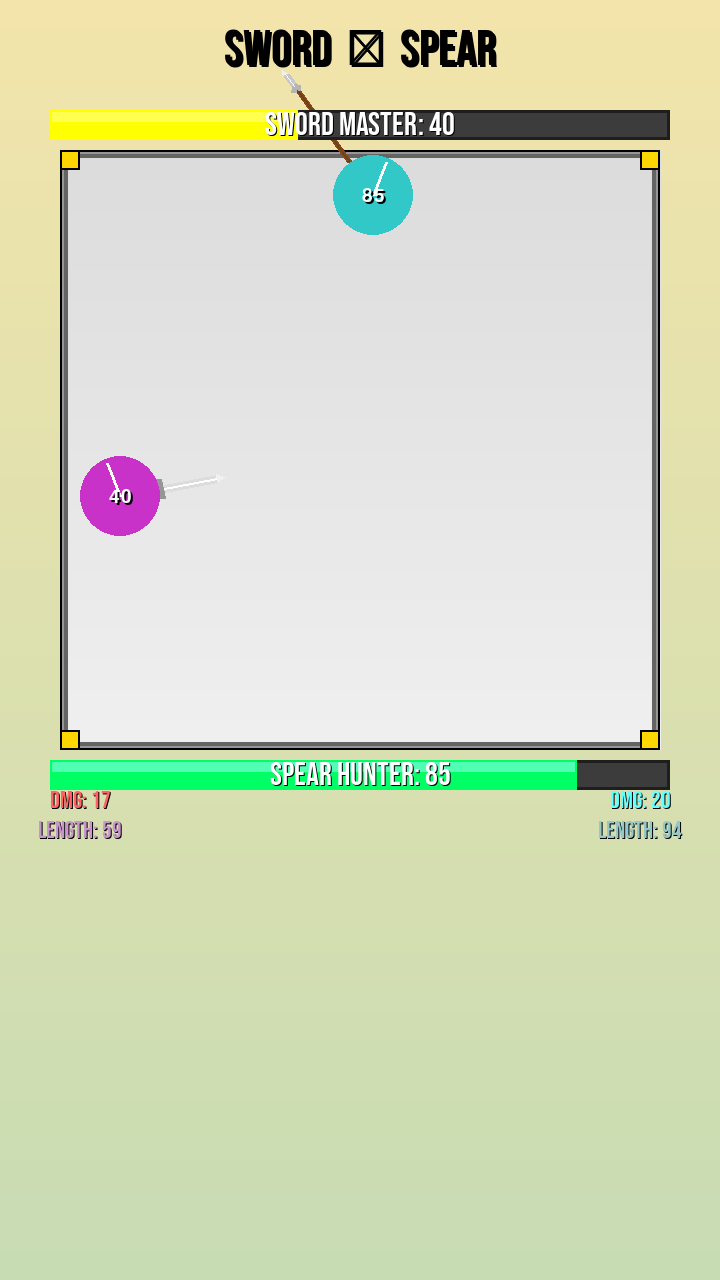 SWORD ☒ SPEAR
SWORD MASTER: 40
85
40
SPEAR HUNTER: 85
DMG: 17
DMG: 20
LENGTH: 59
LENGTH: 94